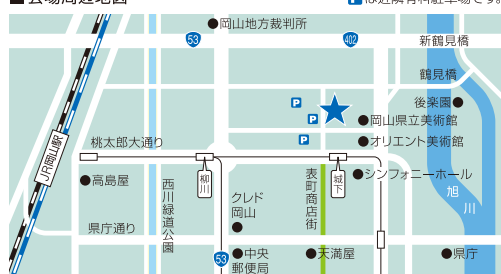 ■会場周辺地図
Pは近隣有料駐車場です。
●岡山地方裁判所
53
402
新鶴見橋
鶴見橋
後楽園●
P
P
●岡山県立美術館
P
●オリエント美術館
桃太郎大通り
JR岡山駅
柳川
城下
●シンフォニーホール
●高島屋
西川緑道公園
クレド
岡山
●
表町商店街
旭川
県庁通り
53
●中央
郵便局
●天満屋
●県庁